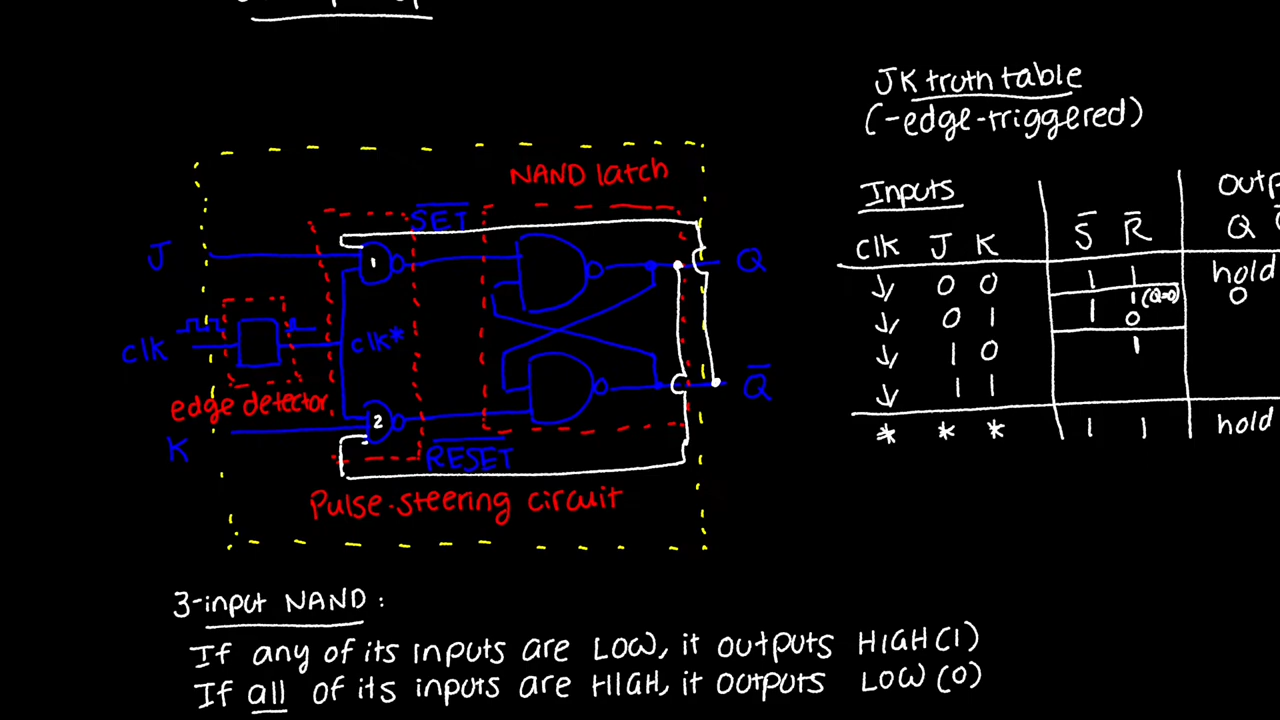 JK truth table
(-edge-triggered)
NAND latch
Inputs
S̅ R̅
Q
clk J K
SET
J
1
Q
↓ 0 0 1 1 hold
↓ 0 1 1 1 (Q=0) 0
0
clk
clk*
↓ 1 0 1
↓ 1 1
Q̅
edge detector
2
* * * 1 1 hold
K
RESET
Pulse-steering circuit
3-input NAND:
If any of its inputs are LOW, it outputs HIGH(1)
If all of its inputs are HIGH, it outputs LOW(0)